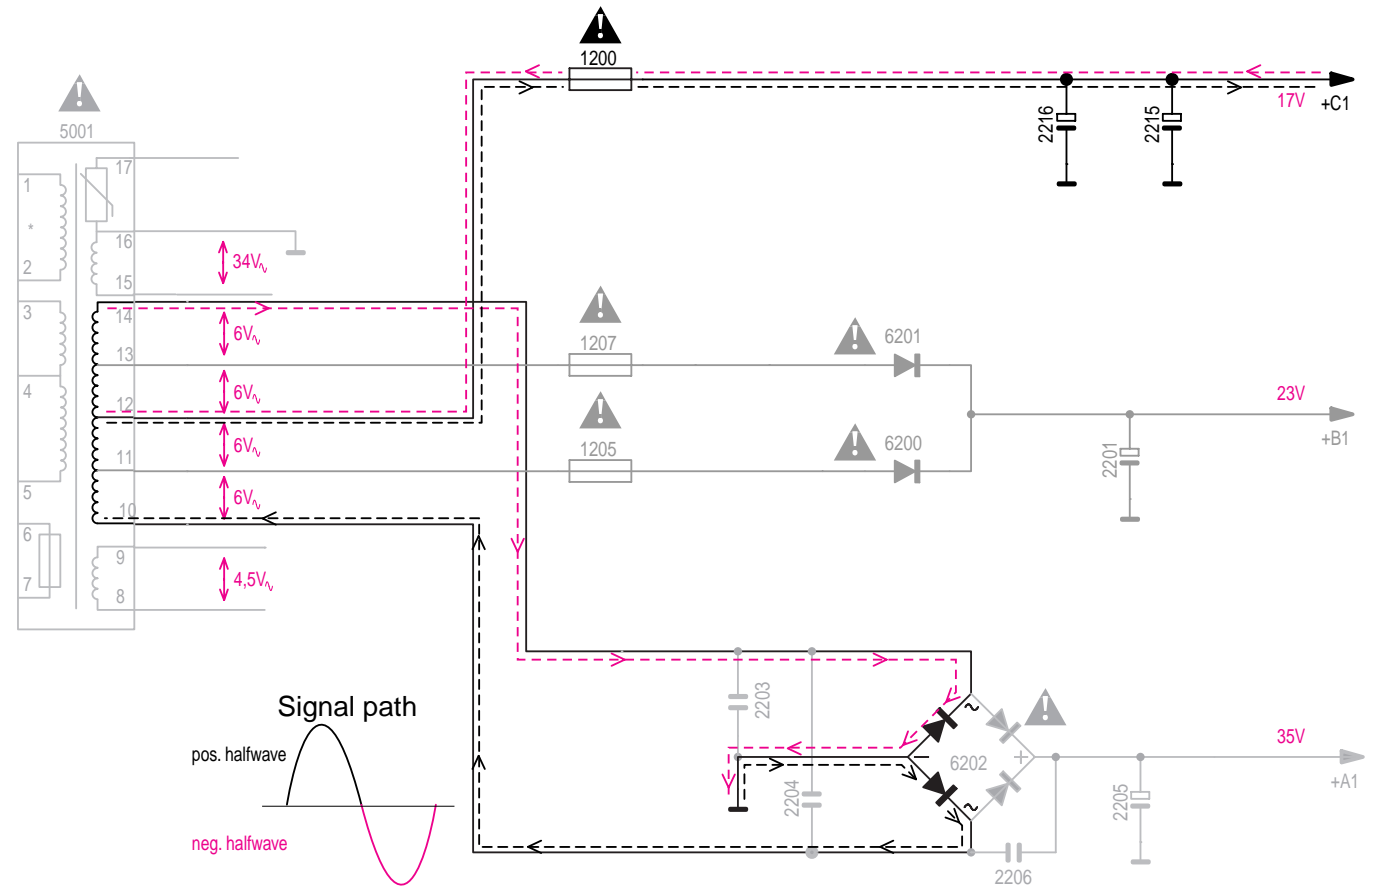 1200
17V
+C1
2216
2215
5001
17
1
*
16
2
34V
15
3
14
6V
1207
6201
13
4
6V
23V
12
+B1
6V
1205
6200
2201
11
5
6V
10
6
9
7
4,5V
8
Signal path
pos. halfwave
neg. halfwave
2203
~
6202
- +
35V
+A1
2204
~
2205
2206